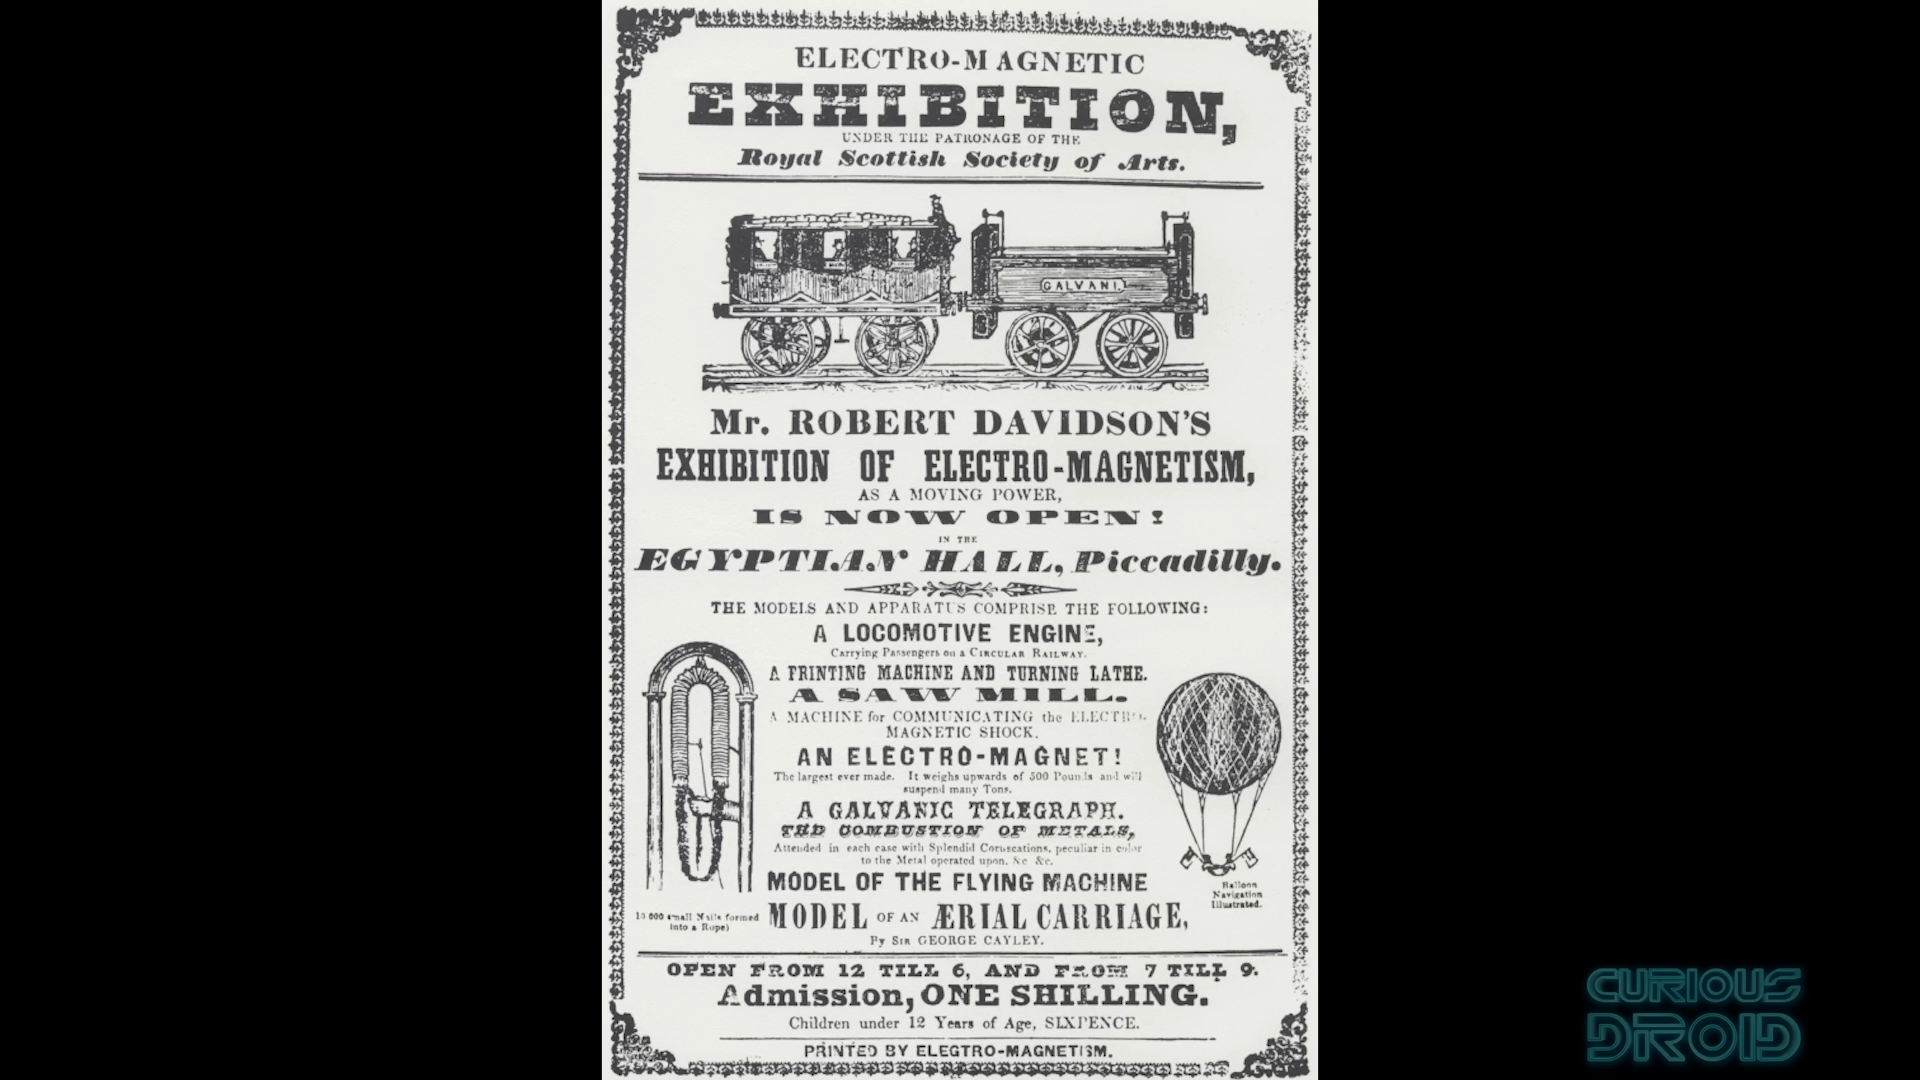 ELECTRO-MAGNETIC
EXHIBITION,
UNDER THE PATRONAGE OF THE
Royal Scottish Society of Arts.
GALVANI.
Mr. ROBERT DAVIDSON'S
EXHIBITION OF ELECTRO-MAGNETISM,
AS A MOVING POWER,
IS NOW OPEN!
IN THE
EGYPTIAN HALL, Piccadilly.
THE MODELS AND APPARATUS COMPRISE THE FOLLOWING:
A LOCOMOTIVE ENGINE,
Carrying Passengers on a CIRCULAR RAILWAY.
A PRINTING MACHINE AND TURNING LATHE.
A SAW MILL.
A MACHINE for COMMUNICATING the ELECTRO-
MAGNETIC SHOCK.
AN ELECTRO-MAGNET!
The largest ever made. It weighs upwards of 500 Pounds and will
suspend many Tons.
A GALVANIC TELEGRAPH.
THE COMBUSTION OF METALS,
Attended in each case with Splendid Coruscations, peculiar in color
to the Metal operated upon, &c &c.
MODEL OF THE FLYING MACHINE
MODEL OF AN ÆRIAL CARRIAGE,
By SIR GEORGE CAYLEY.
10 000 small Nails formed
into a Rope)
Balloon
Navigation
Illustrated.
OPEN FROM 12 TILL 6, AND FROM 7 TILL 9.
Admission, ONE SHILLING.
Children under 12 Years of Age, SIXPENCE.
PRINTED BY ELECTRO-MAGNETISM.
CURIOUS
DROID